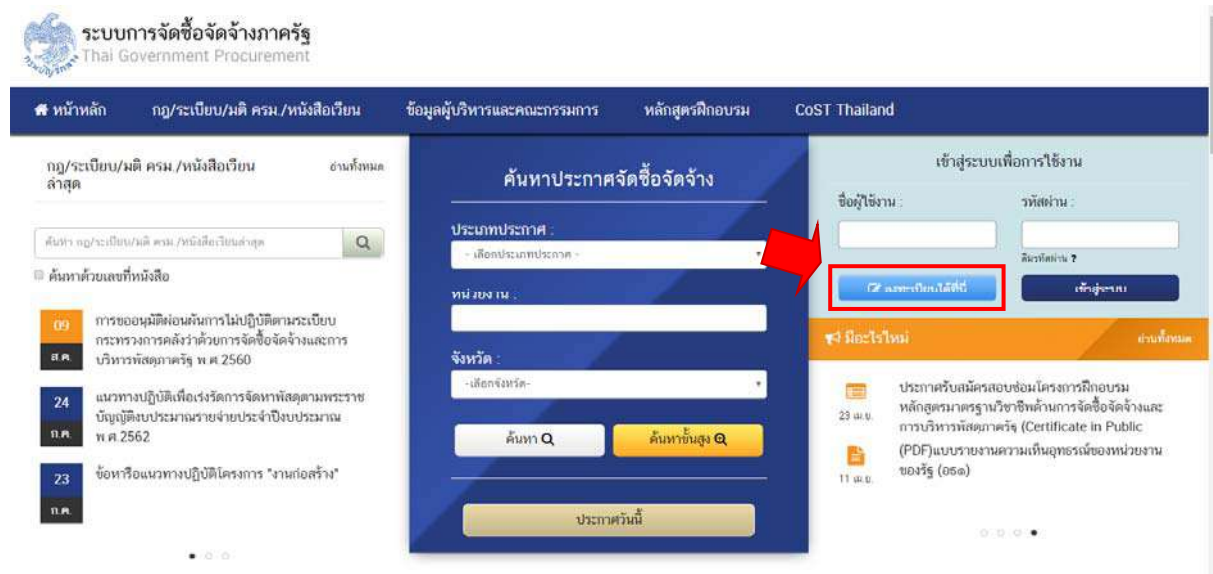 ระบบการจัดซื้อจัดจ้างภาครัฐ
Thai Government Procurement
หน้าหลัก
กฎ/ระเบียบ/มติ ครม./หนังสือเวียน
ข้อมูลผู้บริหารและคณะกรรมการ
หลักสูตรฝึกอบรม
CoST Thailand
กฎ/ระเบียบ/มติ ครม./หนังสือเวียน
ล่าสุด
อ่านทั้งหมด
ค้นหา กฎ/ระเบียบ/มติ ครม./หนังสือเวียนล่าสุด
ค้นหาด้วยเลขที่หนังสือ
09
ส.ค.
การขออนุมัติผ่อนผันการไม่ปฏิบัติตามระเบียบ
กระทรวงการคลังว่าด้วยการจัดซื้อจัดจ้างและการ
บริหารพัสดุภาครัฐ พ.ศ.2560
24
ก.ค.
แนวทางปฏิบัติเพื่อเร่งรัดการจัดหาพัสดุตามพระราช
บัญญัติงบประมาณรายจ่ายประจำปีงบประมาณ
พ.ศ.2562
23
ก.ค.
ข้อหารือแนวทางปฏิบัติโครงการ "งานก่อสร้าง"
ค้นหาประกาศจัดซื้อจัดจ้าง
ประเภทประกาศ :
- เลือกประเภทประกาศ -
หน่วยงาน :
จังหวัด :
-เลือกจังหวัด-
ค้นหา
ค้นหาขั้นสูง
ประกาศวันนี้
เข้าสู่ระบบเพื่อการใช้งาน
ชื่อผู้ใช้งาน :
รหัสผ่าน :
ลืมรหัสผ่าน ?
ลงทะเบียนได้ที่นี่
เข้าสู่ระบบ
มีอะไรใหม่
อ่านทั้งหมด
23 เม.ย.
ประกาศรับสมัครสอบซ่อมโครงการฝึกอบรม
หลักสูตรมาตรฐานวิชาชีพด้านการจัดซื้อจัดจ้างและ
การบริหารพัสดุภาครัฐ (Certificate in Public
11 เม.ย.
(PDF)แบบรายงานความเห็นอุทธรณ์ของหน่วยงาน
ของรัฐ (อธ๑)